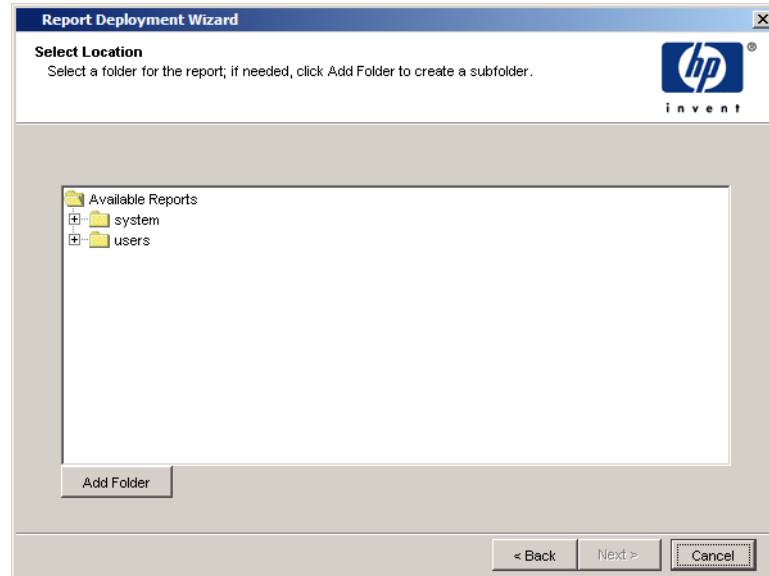 Report Deployment Wizard
Select Location
Select a folder for the report; if needed, click Add Folder to create a subfolder.
hp
®
invent
Available Reports
system
users
Add Folder
< Back
Next >
Cancel